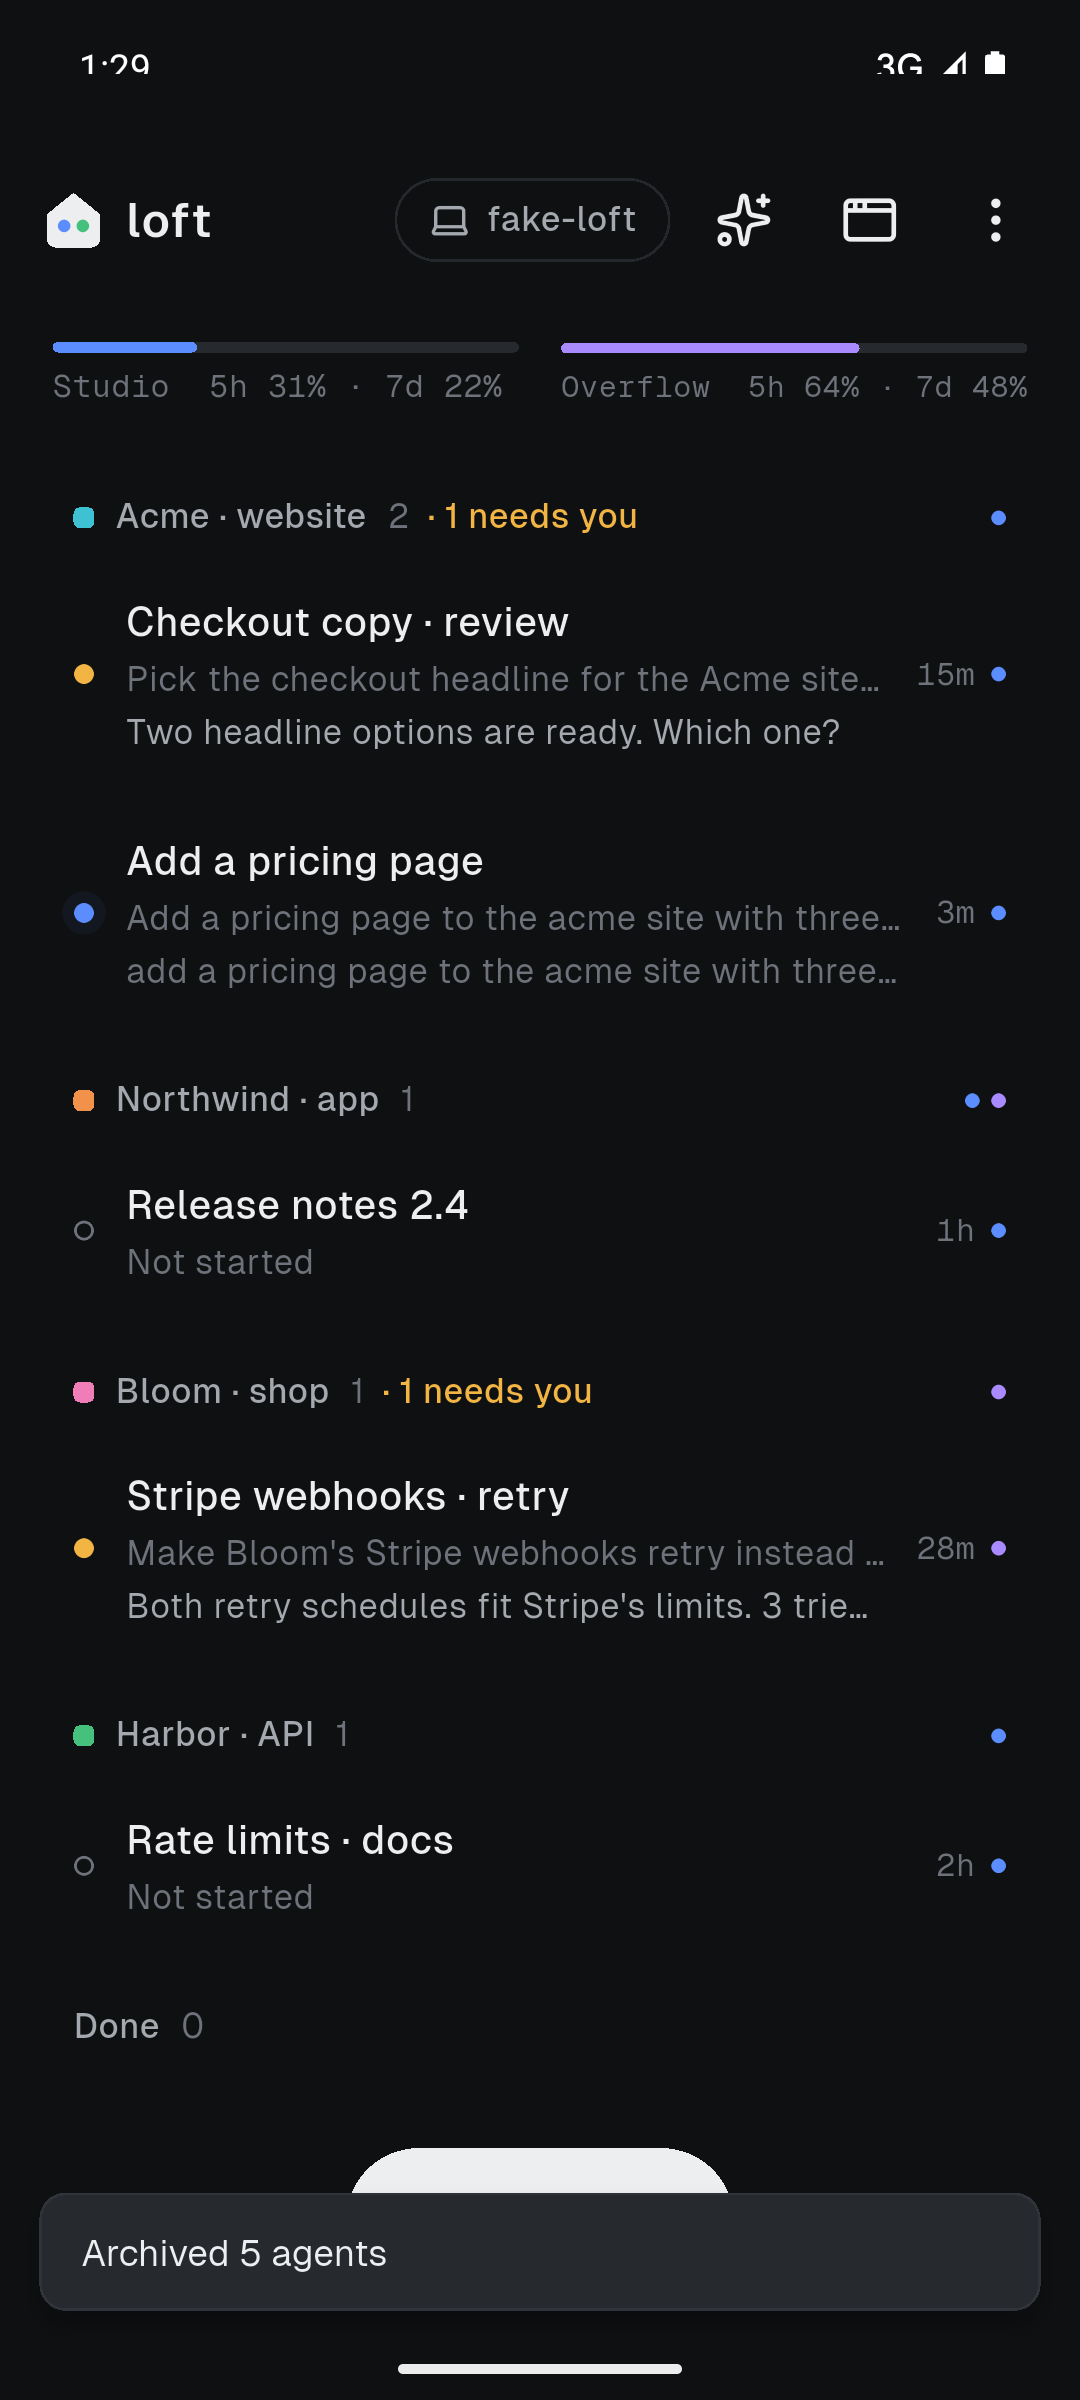 1:29
3G
loft
fake-loft
Studio 5h 31% · 7d 22%
Overflow 5h 64% · 7d 48%
Acme · website 2 · 1 needs you
Checkout copy · review
Pick the checkout headline for the Acme site…
15m
Two headline options are ready. Which one?
Add a pricing page
Add a pricing page to the acme site with three…
3m
add a pricing page to the acme site with three…
Northwind · app 1
Release notes 2.4
Not started
1h
Bloom · shop 1 · 1 needs you
Stripe webhooks · retry
Make Bloom's Stripe webhooks retry instead …
28m
Both retry schedules fit Stripe's limits. 3 trie…
Harbor · API 1
Rate limits · docs
Not started
2h
Done 0
Archived 5 agents